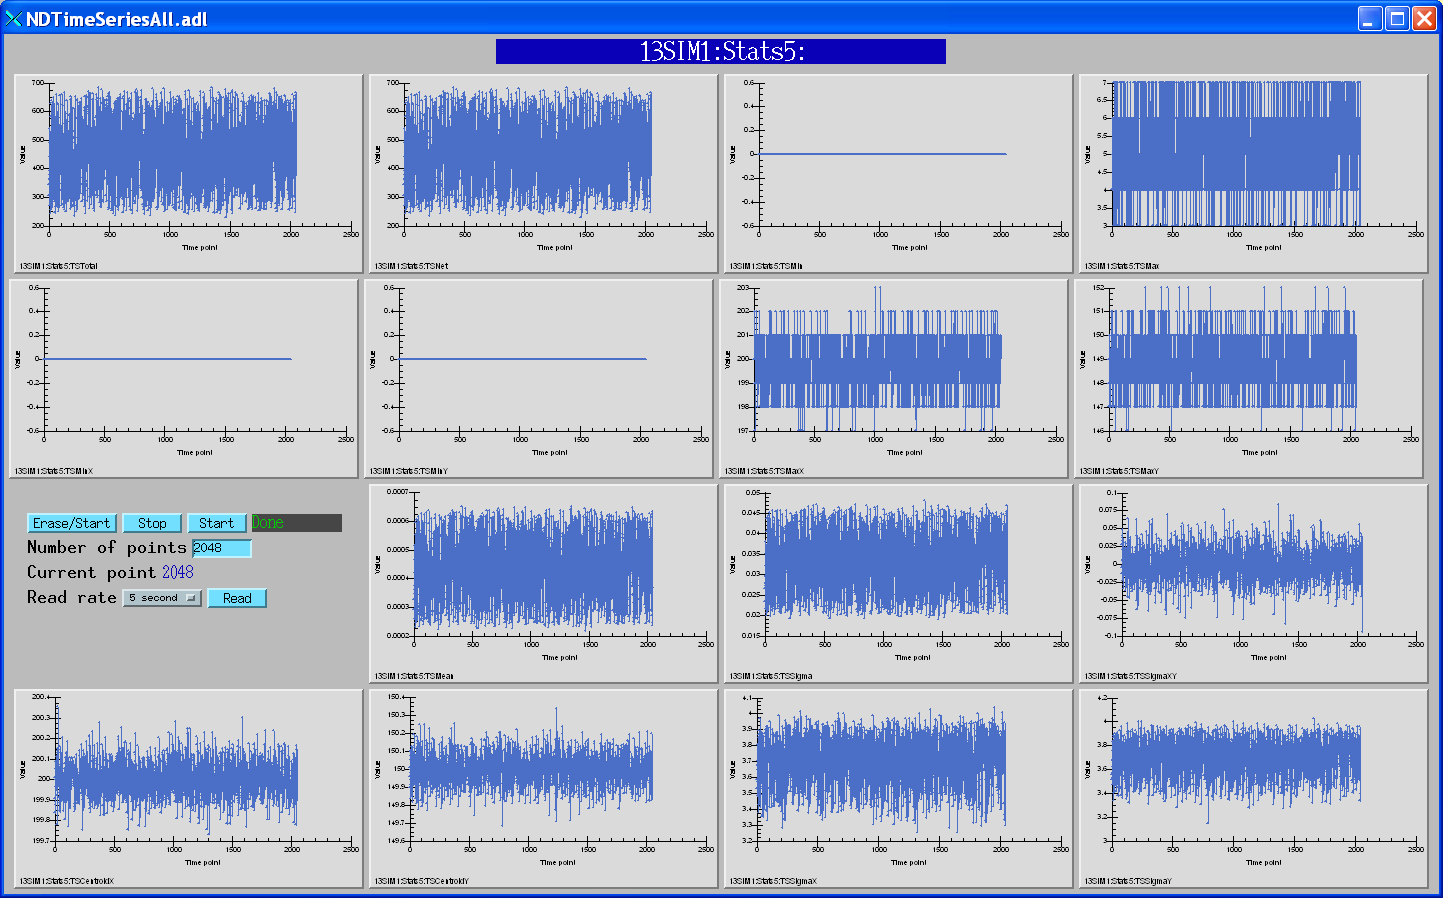 NDTimeSeriesAll.adl
13SIM1:Stats5:
700
600
500
400
300
200
Value
0 500 1000 1500 2000 2500
Time point
13SIM1:Stats5:TSTotal
700
600
500
400
300
200
Value
0 500 1000 1500 2000 2500
Time point
13SIM1:Stats5:TSNet
0.6
0.4
0.2
0
-0.2
-0.4
-0.6
Value
0 500 1000 1500 2000 2500
Time point
13SIM1:Stats5:TSMin
7
6.5
6
5.5
5
4.5
4
3.5
3
Value
0 500 1000 1500 2000 2500
Time point
13SIM1:Stats5:TSMax
0.6
0.4
0.2
0
-0.2
-0.4
-0.6
Value
0 500 1000 1500 2000 2500
Time point
13SIM1:Stats5:TSMinX
0.6
0.4
0.2
0
-0.2
-0.4
-0.6
Value
0 500 1000 1500 2000 2500
Time point
13SIM1:Stats5:TSMinY
203
202
201
200
199
198
197
Value
0 500 1000 1500 2000 2500
Time point
13SIM1:Stats5:TSMaxX
152
151
150
149
148
147
146
Value
0 500 1000 1500 2000 2500
Time point
13SIM1:Stats5:TSMaxY
Erase/Start Stop Start Done
Number of points 2048
Current point 2048
Read rate 5 second Read
0.0007
0.0006
0.0005
0.0004
0.0003
0.0002
Value
0 500 1000 1500 2000 2500
Time point
13SIM1:Stats5:TSMean
0.05
0.045
0.04
0.035
0.03
0.025
0.02
0.015
Value
0 500 1000 1500 2000 2500
Time point
13SIM1:Stats5:TSSigma
0.1
0.075
0.05
0.025
0
-0.025
-0.05
-0.075
-0.1
Value
0 500 1000 1500 2000 2500
Time point
13SIM1:Stats5:TSSigmaXY
200.4
200.3
200.2
200.1
200
199.9
199.8
199.7
Value
0 500 1000 1500 2000 2500
Time point
13SIM1:Stats5:TSCentroidX
150.4
150.3
150.2
150.1
150
149.9
149.8
149.7
149.6
Value
0 500 1000 1500 2000 2500
Time point
13SIM1:Stats5:TSCentroidY
4.1
4
3.9
3.8
3.7
3.6
3.5
3.4
3.3
3.2
Value
0 500 1000 1500 2000 2500
Time point
13SIM1:Stats5:TSSigmaX
4.2
4
3.8
3.6
3.4
3.2
3
Value
0 500 1000 1500 2000 2500
Time point
13SIM1:Stats5:TSSigmaY